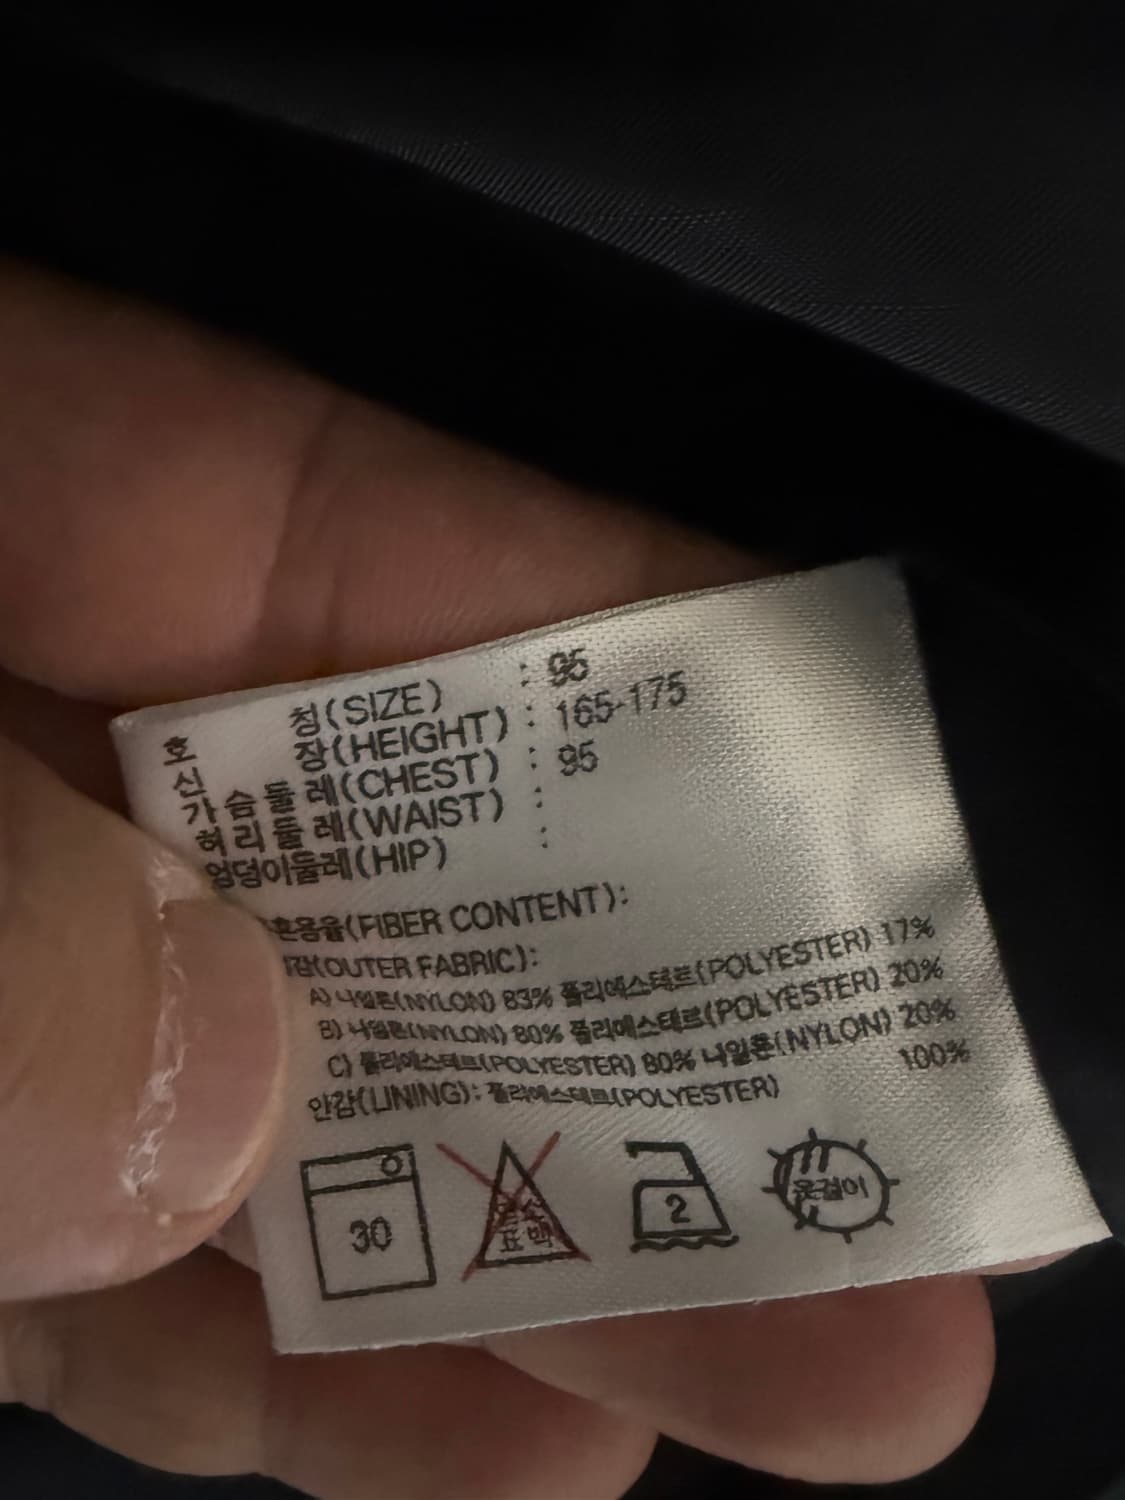 호 칭(SIZE) : 95
신 장(HEIGHT) : 165-175
가 슴 둘 레(CHEST) : 95
허 리 둘 레(WAIST) :
엉덩이둘레(HIP) :
혼용율(FIBER CONTENT):
겉감(OUTER FABRIC):
A) 나일론(NYLON) 83% 폴리에스테르(POLYESTER) 17%
B) 나일론(NYLON) 80% 폴리에스테르(POLYESTER) 20%
C) 폴리에스테르(POLYESTER) 80% 나일론(NYLON) 20%
안감(LINING): 폴리에스테르(POLYESTER) 100%
30
염소
표백
2
옷걸이